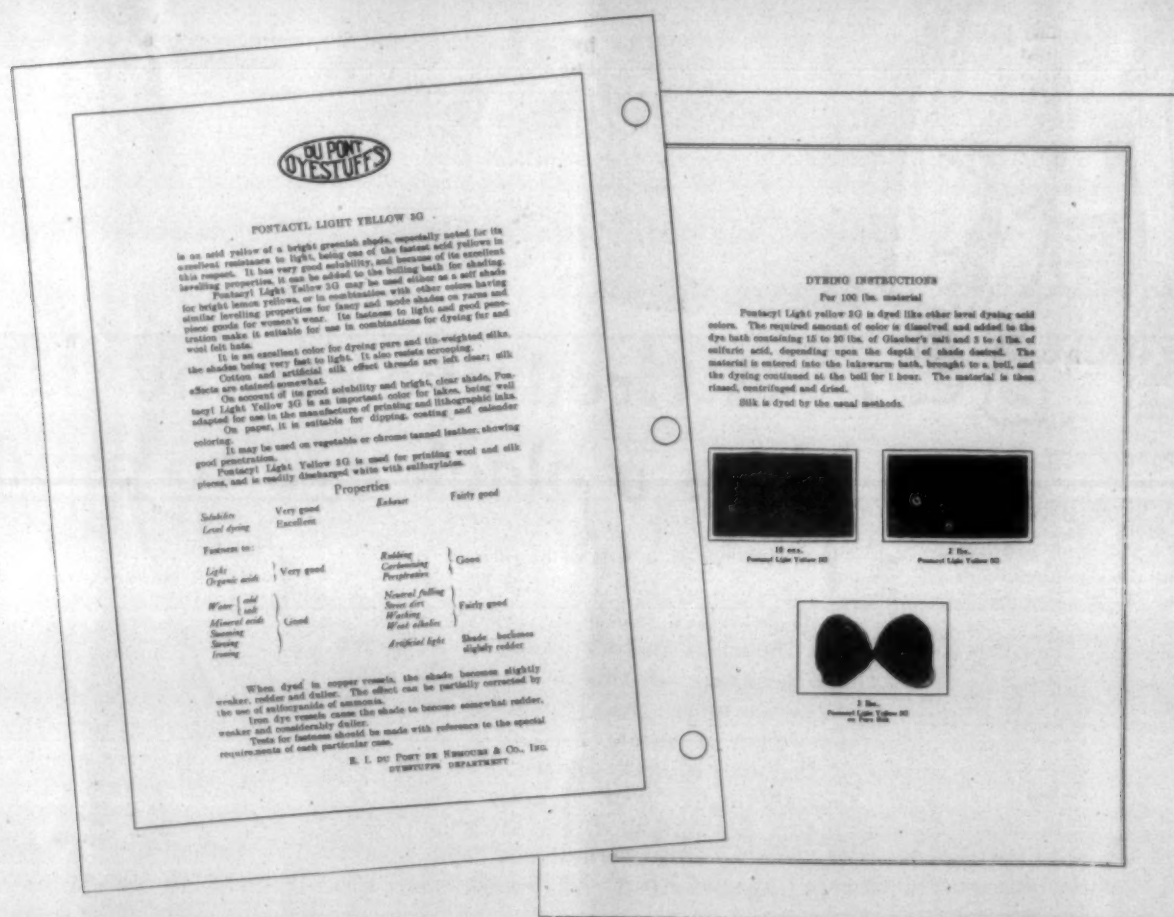 DU PONT
DYESTUFFS
PONTACYL LIGHT YELLOW 3G
is an acid yellow of a bright greenish shade, especially noted for its
excellent resistance to light, being one of the fastest acid yellows in
this respect. It has very good solubility, and because of its excellent
levelling properties, it can be added to the boiling bath for shading.
Pontacyl Light Yellow 3G may be used either as a self shade
for bright lemon yellows, or in combination with other colors having
similar levelling properties for fancy and mode shades on yarns and
piece goods for women's wear. Its fastness to light and good pene-
tration make it suitable for use in combinations for dyeing fur and
wool felt hats.
It is an excellent color for dyeing pure and tin-weighted silks,
the shades being very fast to light. It also resists scrooping.
Cotton and artificial silk effect threads are left clear; silk
effects are stained somewhat.
On account of its good solubility and bright, clear shade, Pon-
tacyl Light Yellow 3G is an important color for lakes, being well
adapted for use in the manufacture of printing and lithographic inks.
On paper, it is suitable for dipping, coating and calender
coloring.
It may be used on vegetable or chrome tanned leather, showing
good penetration.
Pontacyl Light Yellow 3G is used for printing wool and silk
pieces, and is readily discharged white with sulfoxylates.
Properties
Solubility Very good Exhaust Fairly good
Level dyeing Excellent
Fastness to:
Light
Organic acids Very good
Rubbing
Carbonizing
Perspiration Good
Water cold
salt
Mineral acids
Steaming
Stoving
Ironing Good
Neutral fulling
Street dirt
Washing
Weak alkalies Fairly good
Artificial light Shade becomes
slightly redder
When dyed in copper vessels, the shade becomes slightly
weaker, redder and duller. The effect can be partially corrected by
the use of sulfocyanide of ammonia.
Iron dye vessels cause the shade to become somewhat redder,
weaker and considerably duller.
Tests for fastness should be made with reference to the special
requirements of each particular case.
E. I. DU PONT DE NEMOURS & CO., INC.
DYESTUFFS DEPARTMENT
DYEING INSTRUCTIONS
For 100 lbs. material
Pontacyl Light yellow 3G is dyed like other level dyeing acid
colors. The required amount of color is dissolved and added to the
dye bath containing 15 to 20 lbs. of Glauber's salt and 3 to 4 lbs. of
sulfuric acid, depending upon the depth of shade desired. The
material is entered into the lukewarm bath, brought to a boil, and
the dyeing continued at the boil for 1 hour. The material is then
rinsed, centrifuged and dried.
Silk is dyed by the usual methods.
10 ozs.
Pontacyl Light Yellow 3G
2 lbs.
Pontacyl Light Yellow 3G
2 lbs.
Pontacyl Light Yellow 3G
on Pure Silk